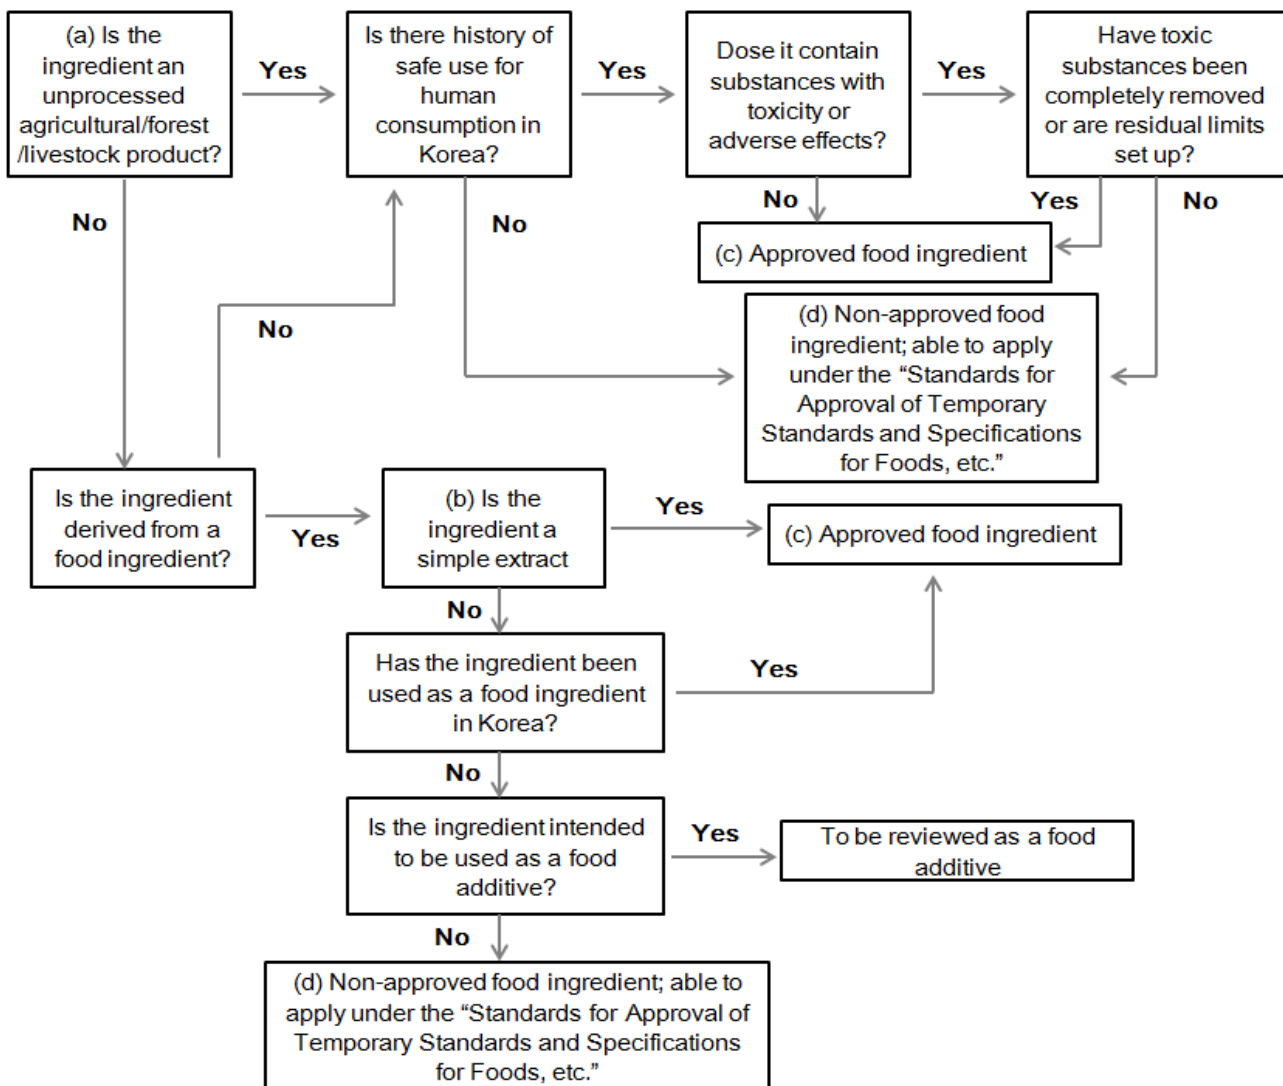 (a) Is the
ingredient an
unprocessed
agricultural/forest
/livestock product?
Yes
Is there history of
safe use for
human
consumption in
Korea?
Yes
Dose it contain
substances with
toxicity or
adverse effects?
Yes
Have toxic
substances been
completely removed
or are residual limits
set up?
No
No
No
Yes
No
(c) Approved food ingredient
No
(d) Non-approved food
ingredient; able to apply
under the “Standards for
Approval of Temporary
Standards and Specifications
for Foods, etc.”
Is the ingredient
derived from a
food ingredient?
Yes
(b) Is the
ingredient a
simple extract
Yes
(c) Approved food ingredient
No
Has the ingredient been
used as a food ingredient
in Korea?
Yes
No
Is the ingredient intended
to be used as a food
additive?
Yes
To be reviewed as a food
additive
No
(d) Non-approved food ingredient; able to
apply under the “Standards for Approval of
Temporary Standards and Specifications
for Foods, etc.”